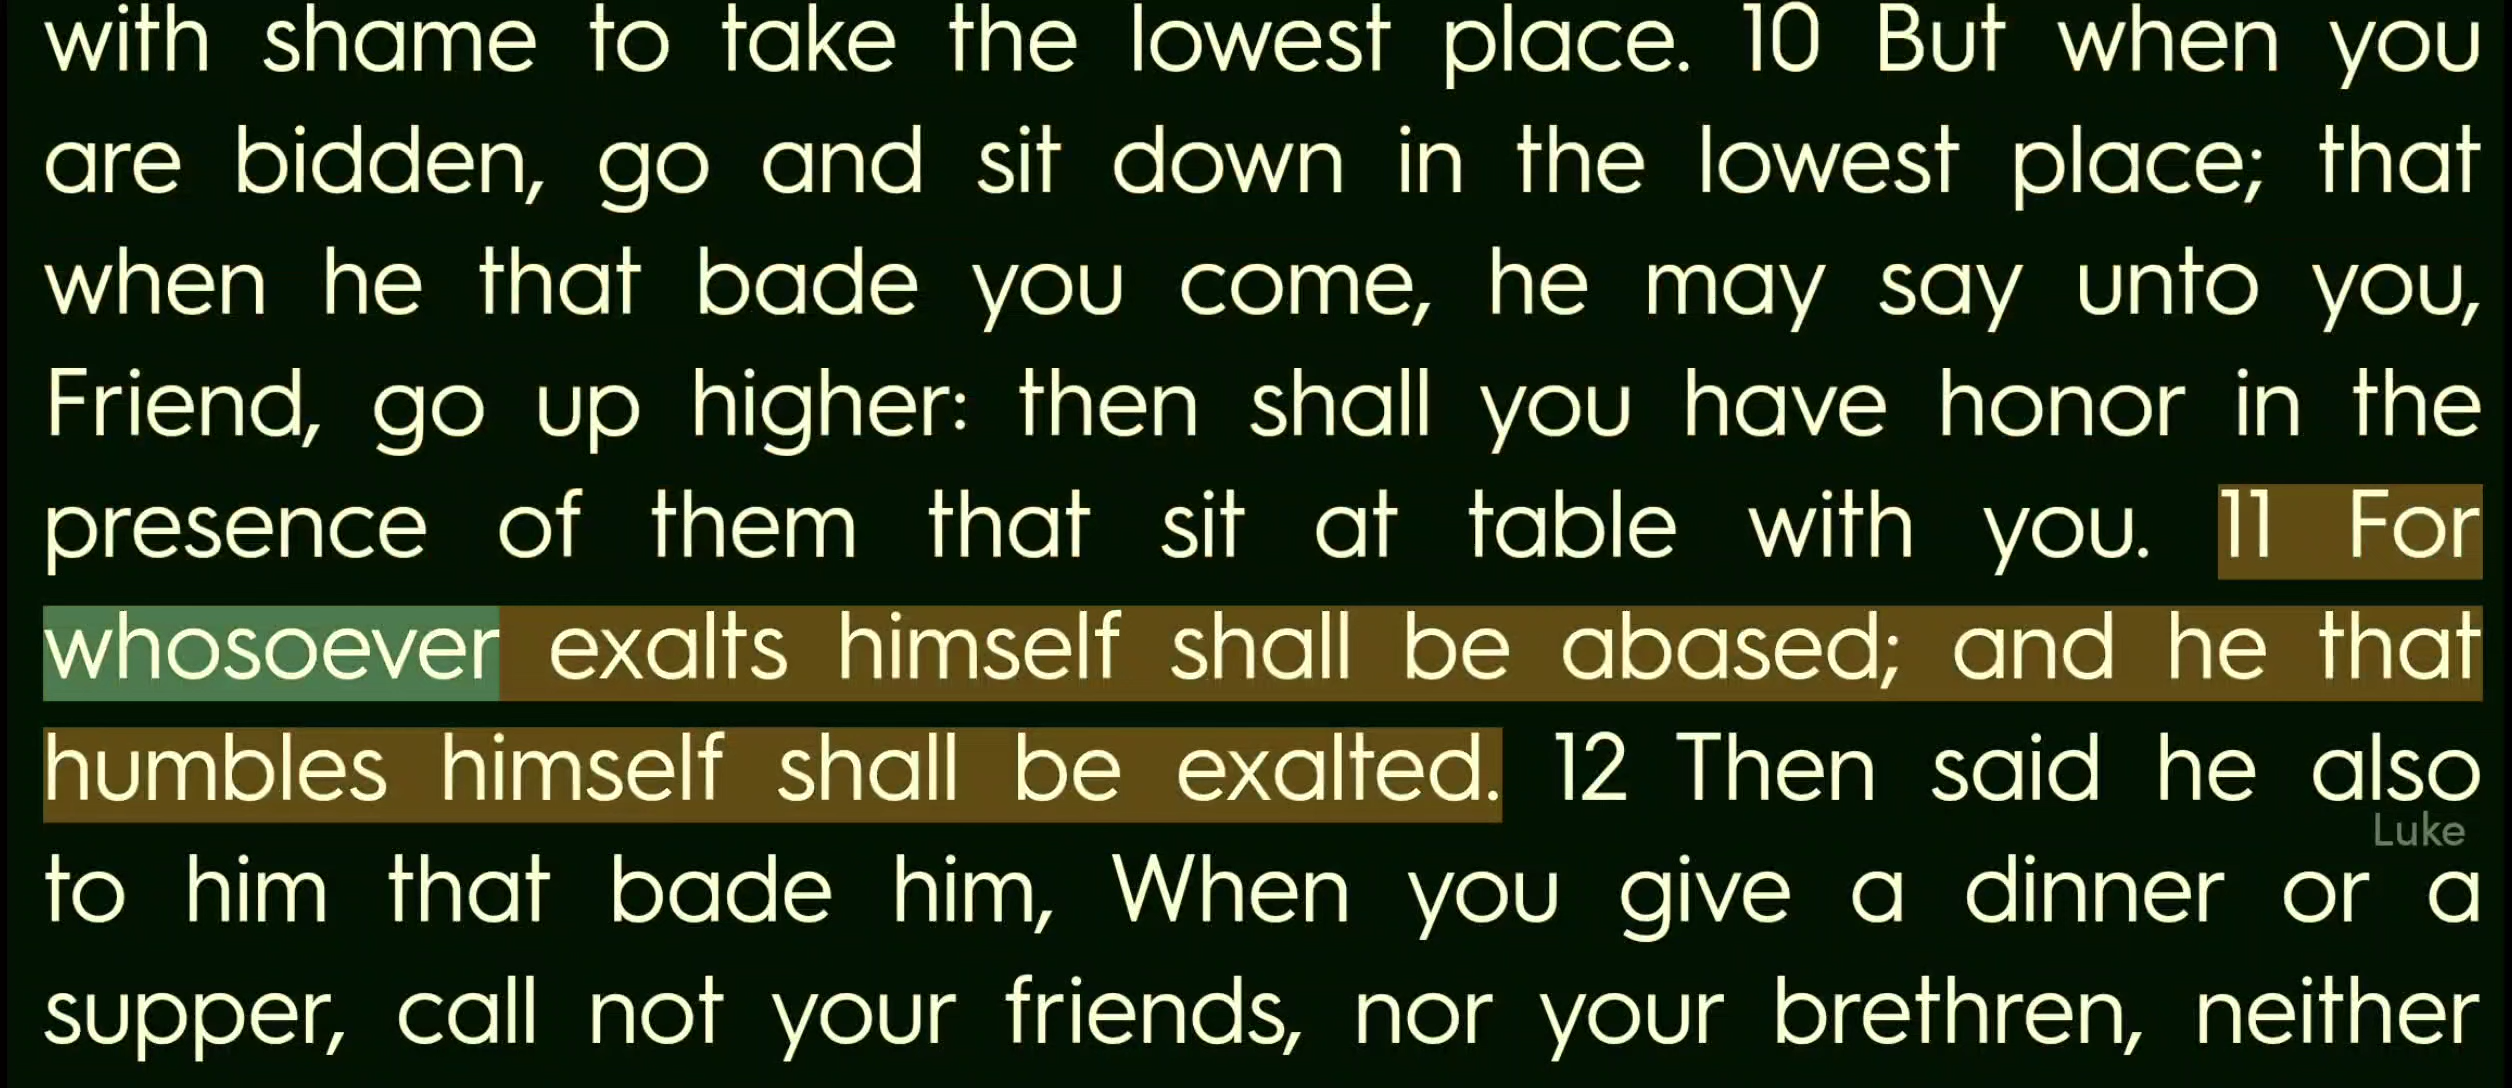 with shame to take the lowest place. 10 But when you
are bidden, go and sit down in the lowest place; that
when he that bade you come, he may say unto you,
Friend, go up higher: then shall you have honor in the
presence of them that sit at table with you. 11 For
whosoever exalts himself shall be abased; and he that
humbles himself shall be exalted. 12 Then said he also
Luke
to him that bade him, When you give a dinner or a
supper, call not your friends, nor your brethren, neither